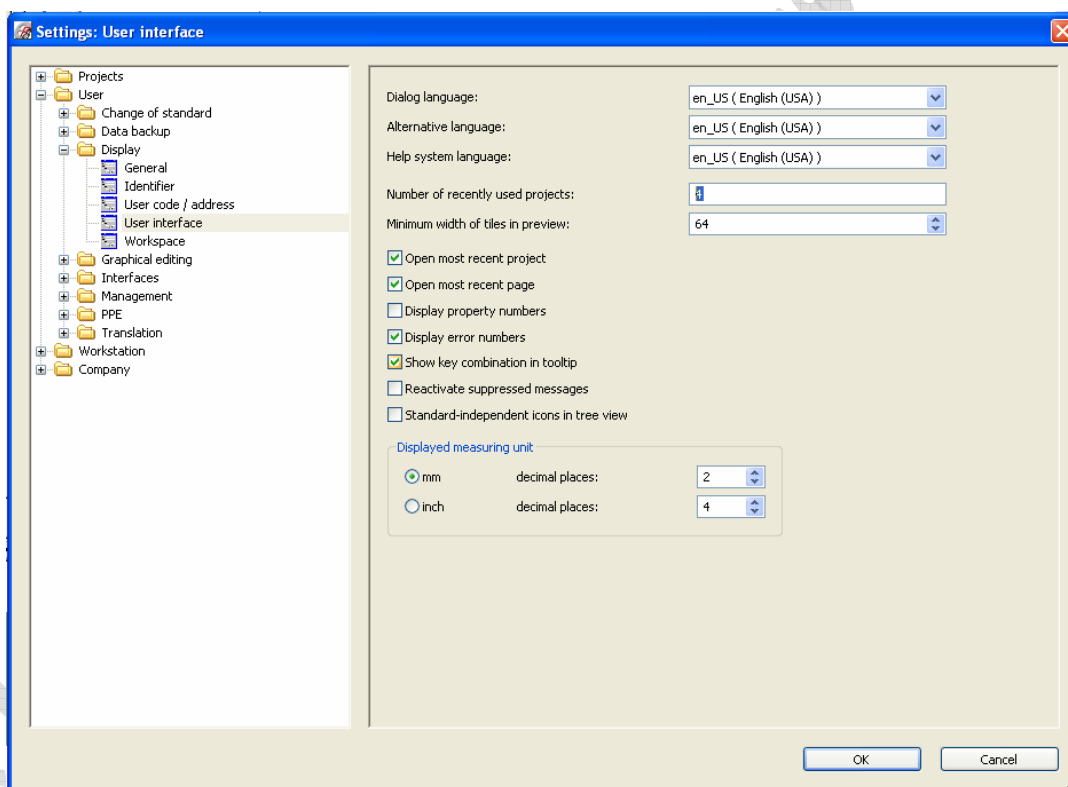 Settings: User interface
Projects
User
Change of standard
Data backup
Display
General
Identifier
User code / address
User interface
Workspace
Graphical editing
Interfaces
Management
PPE
Translation
Workstation
Company
Dialog language: en_US ( English (USA) )
Alternative language: en_US ( English (USA) )
Help system language: en_US ( English (USA) )
Number of recently used projects: 4
Minimum width of tiles in preview: 64
Open most recent project
Open most recent page
Display property numbers
Display error numbers
Show key combination in tooltip
Reactivate suppressed messages
Standard-independent icons in tree view
Displayed measuring unit
mm decimal places: 2
inch decimal places: 4
OK Cancel